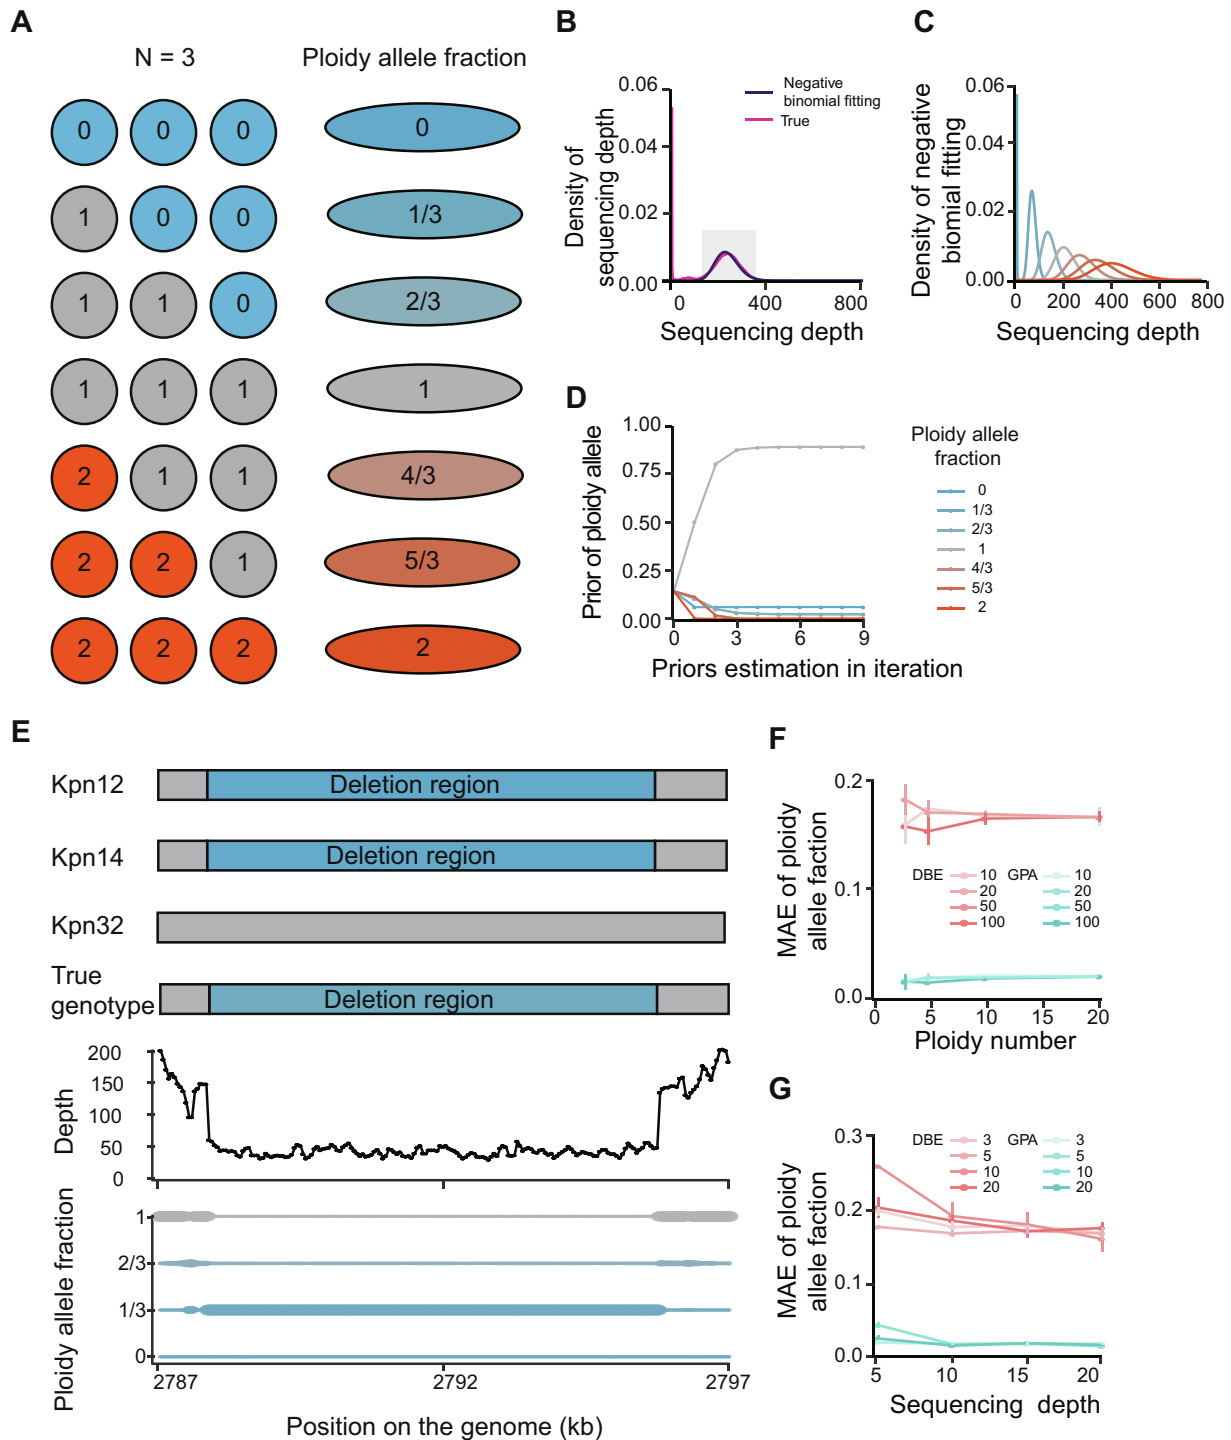 A
N = 3
Ploidy allele fraction
0 0 0
0
1 0 0
1/3
1 1 0
2/3
1 1 1
1
2 1 1
4/3
2 2 1
5/3
2 2 2
2
B
Density of
sequencing depth
0.06
0.04
0.02
0.00
0 400 800
Sequencing depth
Negative
binomial fitting
True
C
Density of negative
biomial fitting
0.06
0.04
0.02
0.00
0 200 400 600 800
Sequencing depth
D
Prior of ploidy allele
1.00
0.75
0.50
0.25
0.00
0 3 6 9
Priors estimation in iteration
Ploidy allele
fraction
0
1/3
2/3
1
4/3
5/3
2
E
Kpn12
Deletion region
Kpn14
Deletion region
Kpn32
True
genotype
Deletion region
Depth
200
150
100
50
0
Ploidy allele fraction
1
2/3
1/3
0
2787 2792 2797
Position on the genome (kb)
F
MAE of ploidy
allele faction
0.2
0.1
0.0
DBE 10 GPA 10
20 20
50 50
100 100
0 5 10 15 20
Ploidy number
G
MAE of ploidy
allele faction
0.3
0.2
0.1
0.0
DBE 3 GPA 3
5 5
10 10
20 20
5 10 15 20
Sequencing depth